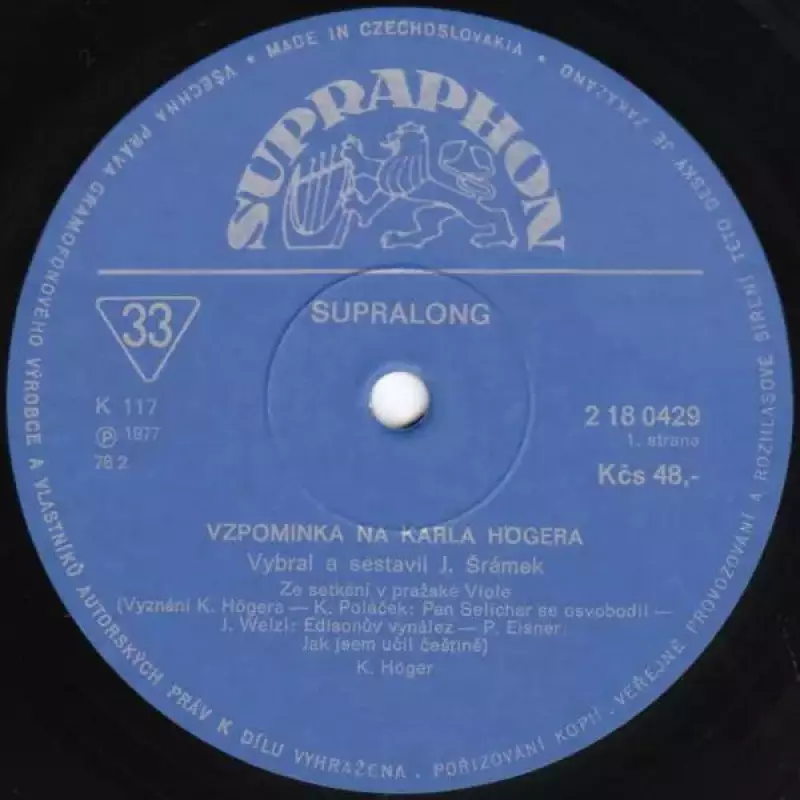 MADE IN CZECHOSLOVAKIA
VŠECHNA PRÁVA GRAMOFONOVÉHO VÝROBCE A VLASTNÍKŮ AUTORSKÝCH PRÁV K DÍLU VYHRAŽENA. POŘIZOVÁNÍ KOPIÍ, VEŘEJNÉ PROVOZOVÁNÍ A ROZHLASOVÉ ŠÍŘENÍ TÉTO DESKY JE ZAKÁZÁNO
SUPRAPHON
33
SUPRALONG
K 117
℗ 1977
78 2
2 18 0429
1. strana
Kčs 48,-
VZPOMINKA NA KARLA HÖGERA
Vybral a sestavil J. Šrámek
Ze setkání v pražské Viole
(Vyznání K. Högera — K. Poláček: Pan Selichar se osvobodil —
J. Welzl: Edisonův vynález — P. Eisner:
Jak jsem učil češtině)
K. Höger